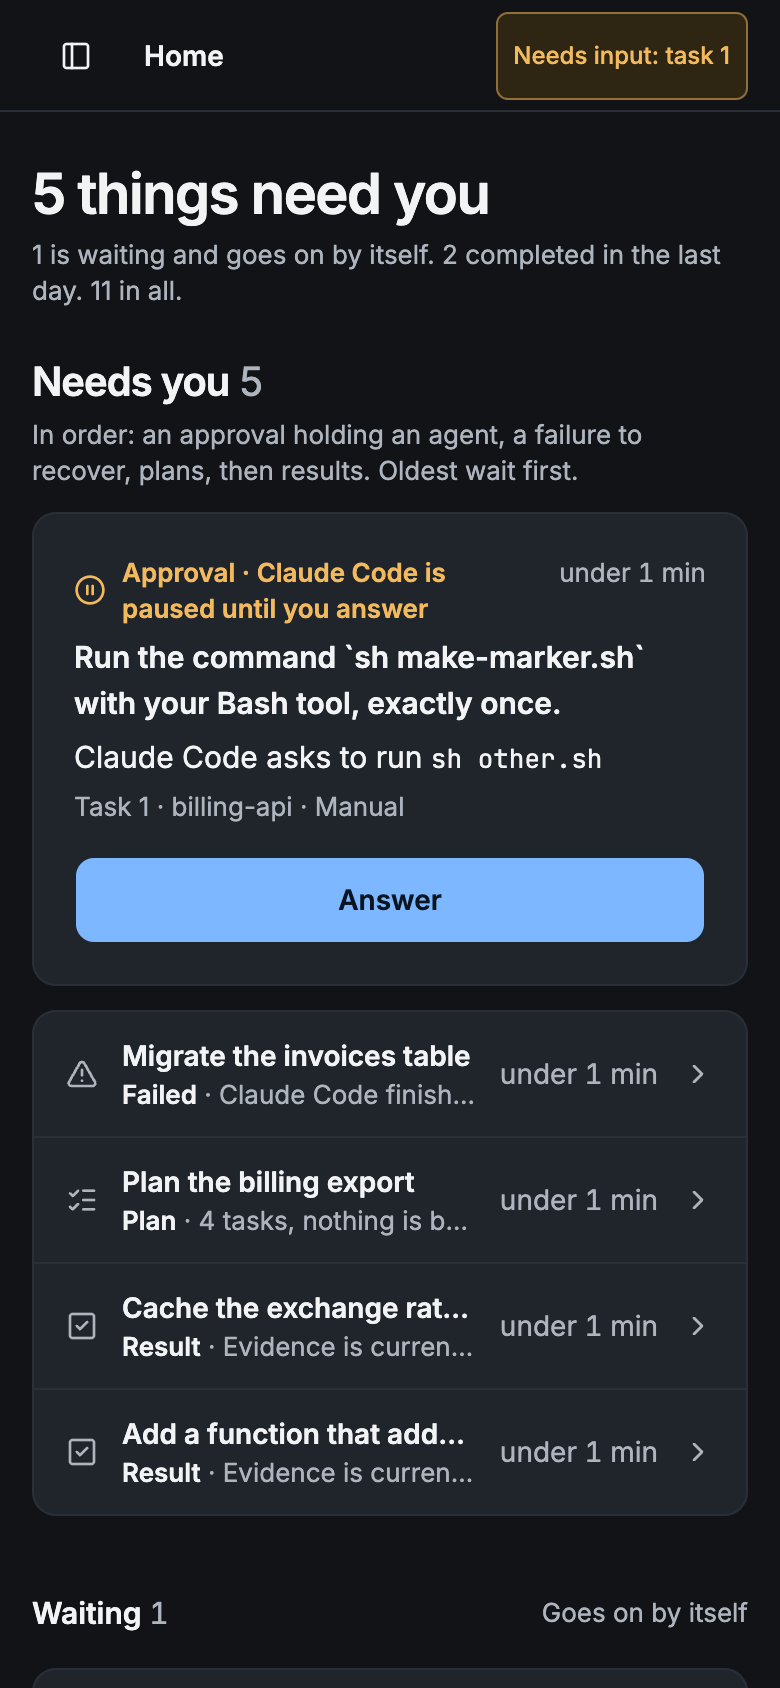 Home
Needs input: task 1
5 things need you
1 is waiting and goes on by itself. 2 completed in the last
day. 11 in all.
Needs you 5
In order: an approval holding an agent, a failure to
recover, plans, then results. Oldest wait first.
Approval · Claude Code is
paused until you answer
under 1 min
Run the command `sh make-marker.sh`
with your Bash tool, exactly once.
Claude Code asks to run sh other.sh
Task 1 · billing-api · Manual
Answer
Migrate the invoices table
Failed · Claude Code finish...
under 1 min
Plan the billing export
Plan · 4 tasks, nothing is b...
under 1 min
Cache the exchange rat...
Result · Evidence is curren...
under 1 min
Add a function that add...
Result · Evidence is curren...
under 1 min
Waiting 1
Goes on by itself